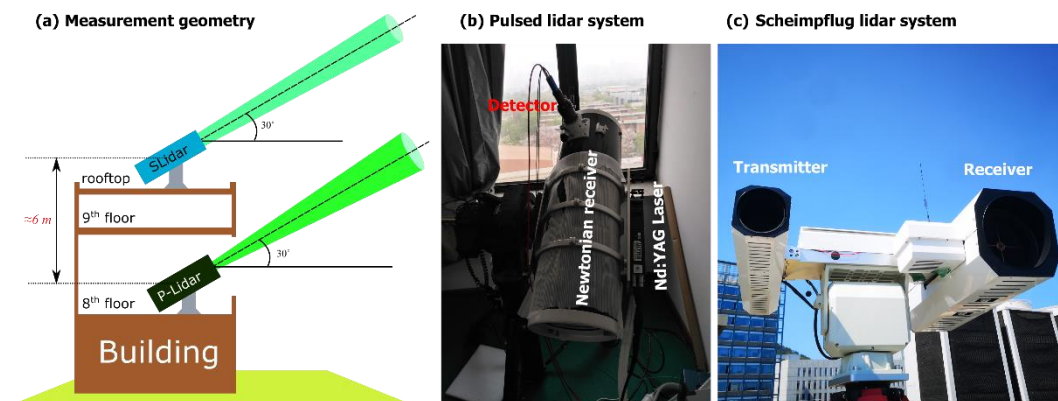 (a) Measurement geometry
(b) Pulsed lidar system
(c) Scheimpflug lidar system
30°
SLidar
rooftop
≈6 m
9th floor
30°
P-Lidar
8th floor
Building
Detector
Newtonian receiver
Nd:YAG Laser
Transmitter
Receiver